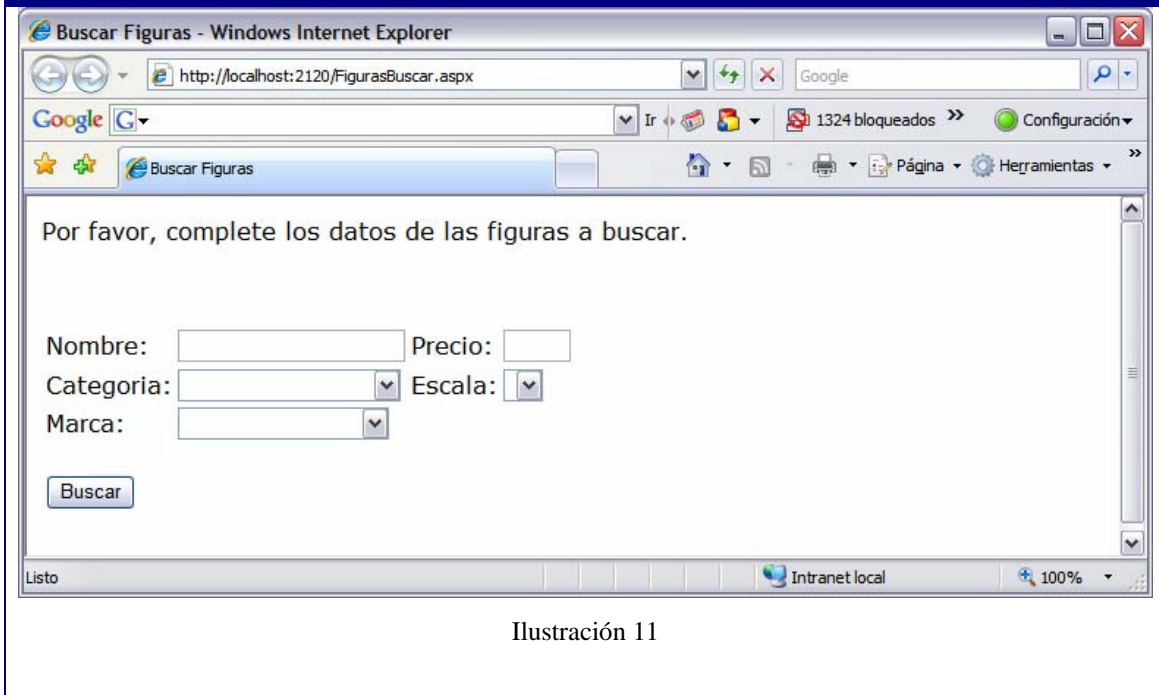 Buscar Figuras - Windows Internet Explorer
http://localhost:2120/FigurasBuscar.aspx
Google
Google G Ir 1324 bloqueados » Configuración
Buscar Figuras Página Herramientas »
Por favor, complete los datos de las figuras a buscar.
Nombre: Precio:
Categoria: Escala:
Marca:
Buscar
Listo Intranet local 100%
Ilustración 11